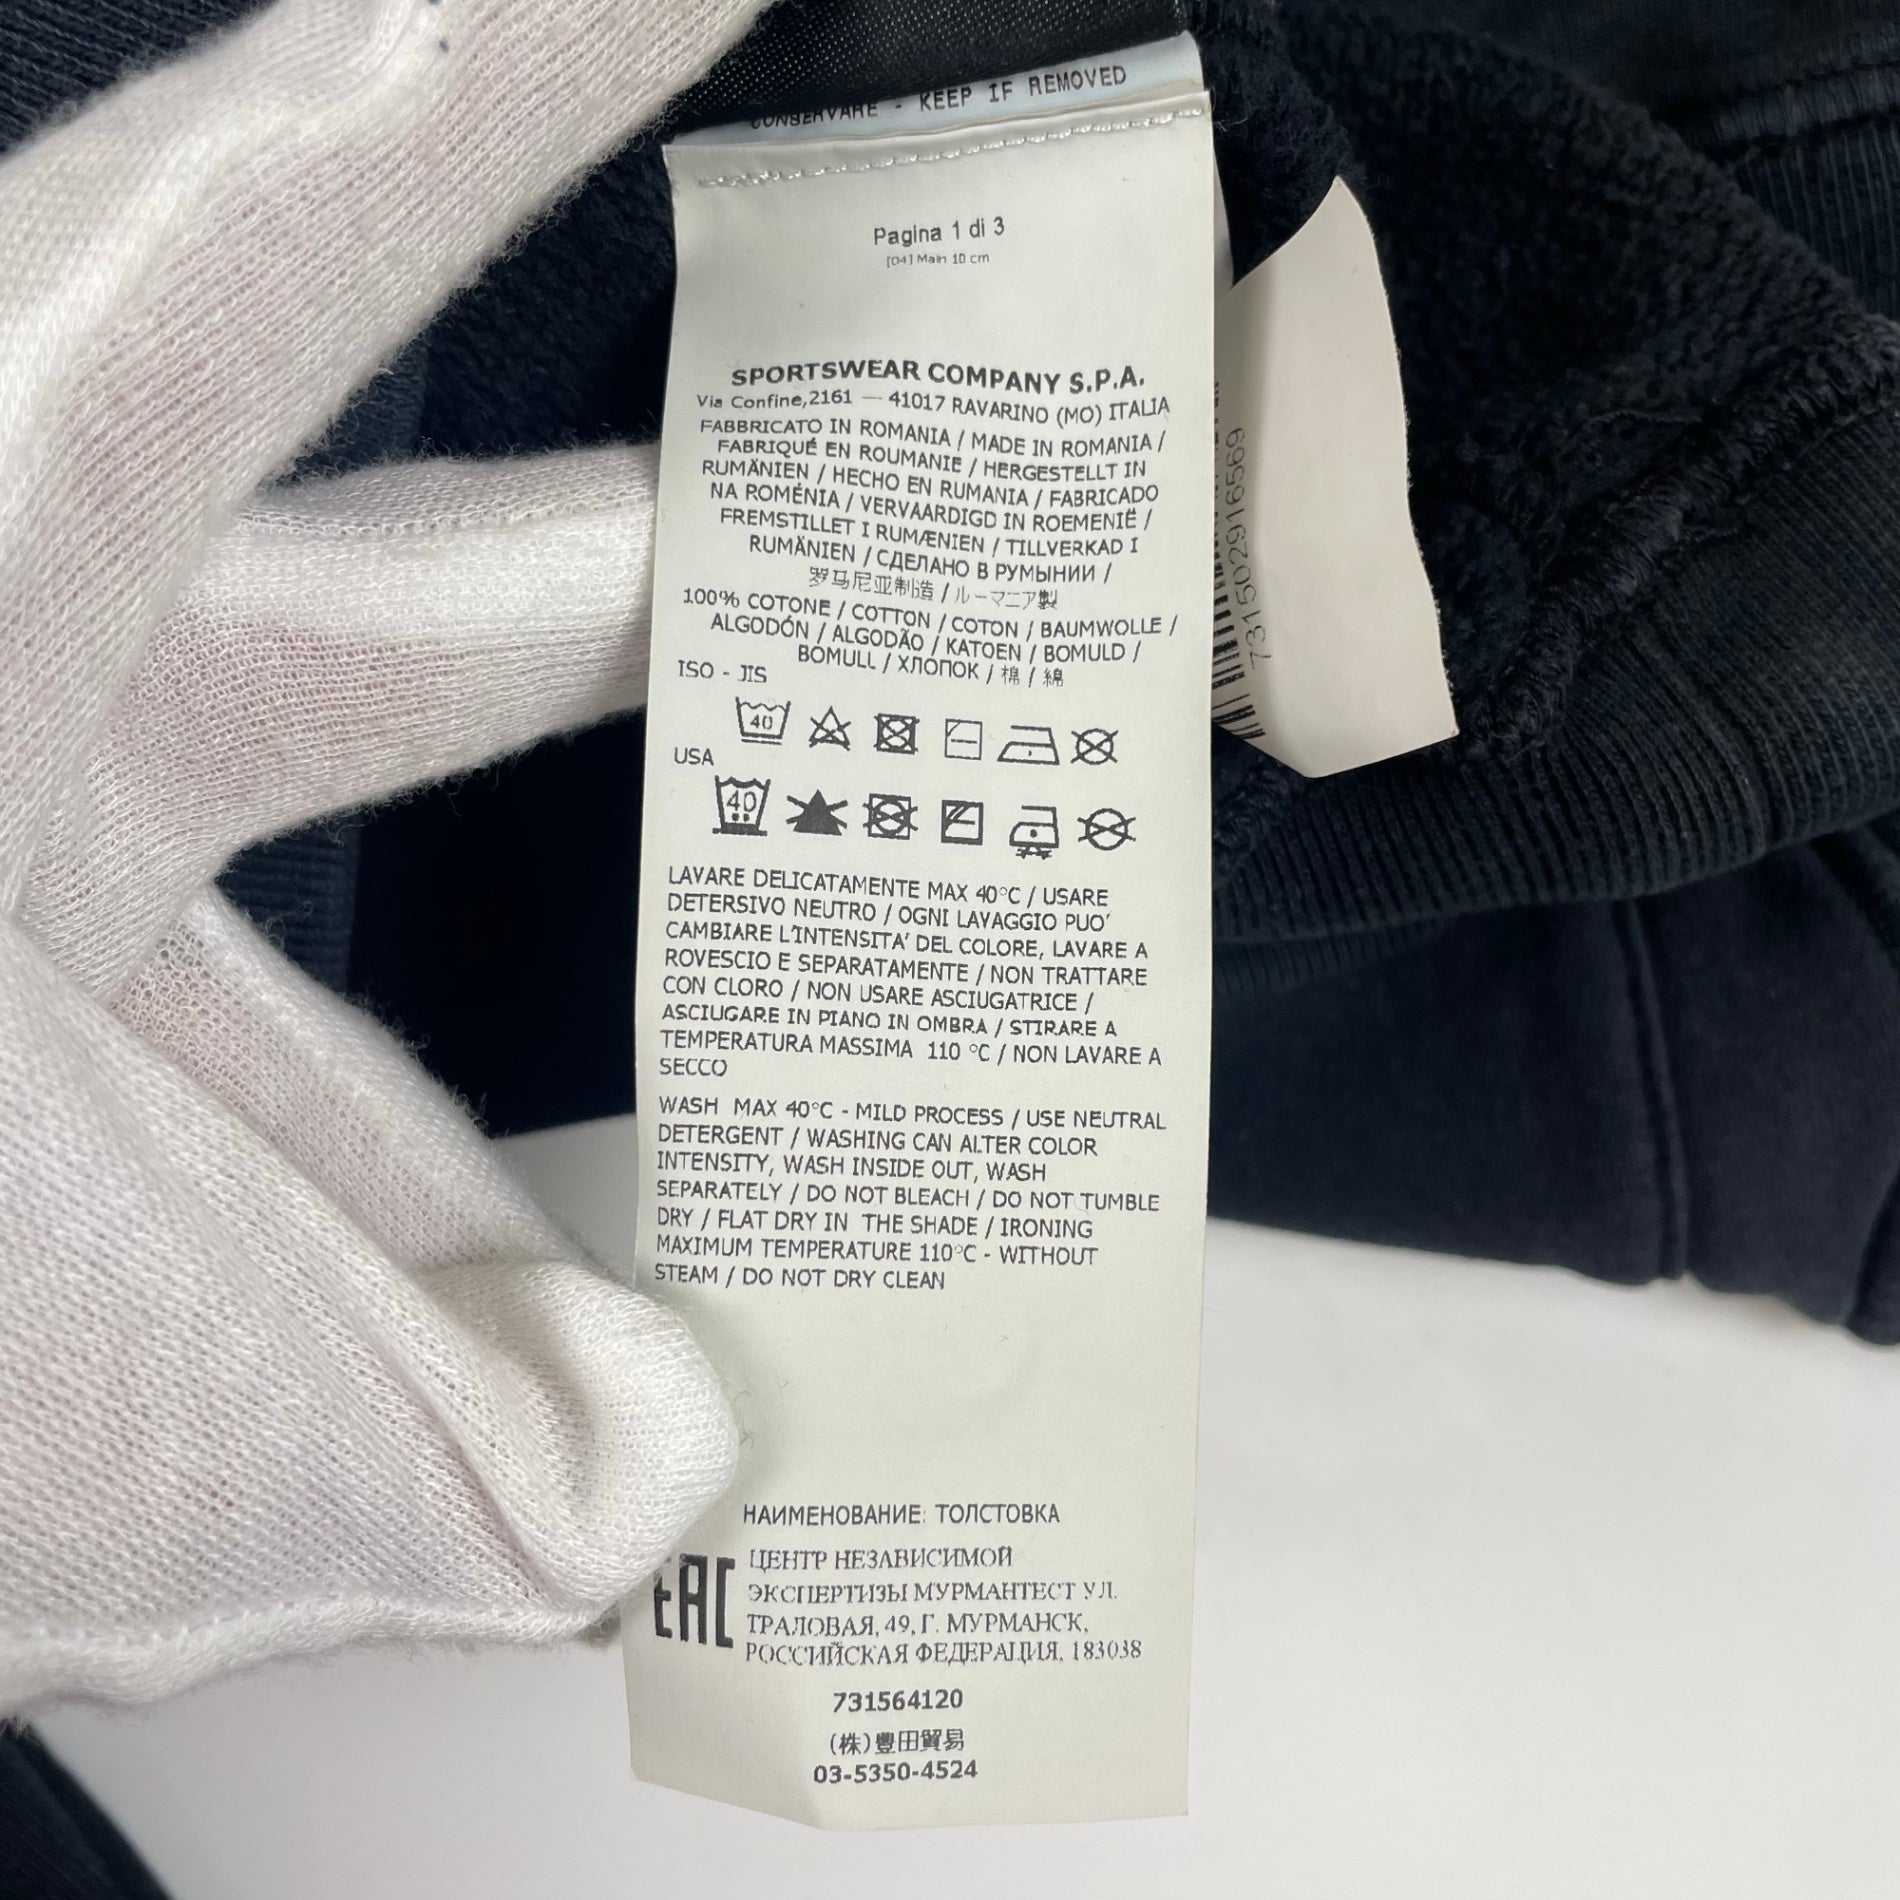 CONSERVARE - KEEP IF REMOVED
Pagina 1 di 3
[04] Main 10 cm
SPORTSWEAR COMPANY S.P.A.
Via Confine,2161 — 41017 RAVARINO (MO) ITALIA
FABBRICATO IN ROMANIA / MADE IN ROMANIA /
FABRIQUÉ EN ROUMANIE / HERGESTELLT IN
RUMÄNIEN / HECHO EN RUMANIA / FABRICADO
NA ROMÉNIA / VERVAARDIGD IN ROEMENIË /
FREMSTILLET I RUMÆNIEN / TILLVERKAD I
RUMÄNIEN / СДЕЛАНО В РУМЫНИИ /
罗马尼亚制造 / ルーマニア製
100% COTONE / COTTON / COTON / BAUMWOLLE /
ALGODÓN / ALGODÃO / KATOEN / BOMULD /
BOMULL / ХЛОПОК / 棉 / 綿
ISO - JIS
40
USA
40
LAVARE DELICATAMENTE MAX 40°C / USARE
DETERSIVO NEUTRO / OGNI LAVAGGIO PUO'
CAMBIARE L'INTENSITA' DEL COLORE, LAVARE A
ROVESCIO E SEPARATAMENTE / NON TRATTARE
CON CLORO / NON USARE ASCIUGATRICE /
ASCIUGARE IN PIANO IN OMBRA / STIRARE A
TEMPERATURA MASSIMA 110 °C / NON LAVARE A
SECCO
WASH MAX 40°C - MILD PROCESS / USE NEUTRAL
DETERGENT / WASHING CAN ALTER COLOR
INTENSITY, WASH INSIDE OUT, WASH
SEPARATELY / DO NOT BLEACH / DO NOT TUMBLE
DRY / FLAT DRY IN THE SHADE / IRONING
MAXIMUM TEMPERATURE 110°C - WITHOUT
STEAM / DO NOT DRY CLEAN
НАИМЕНОВАНИЕ: ТОЛСТОВКА
EAC
ЦЕНТР НЕЗАВИСИМОЙ
ЭКСПЕРТИЗЫ МУРМАНТЕСТ УЛ.
ТРАЛОВАЯ, 49, Г. МУРМАНСК,
РОССИЙСКАЯ ФЕДЕРАЦИЯ, 183038
731564120
(株)豊田貿易
03-5350-4524
731502916569